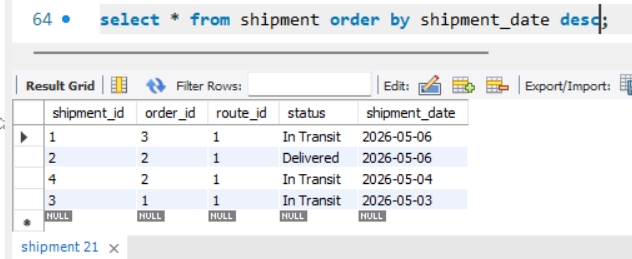 64 select * from shipment order by shipment_date desc;
Result Grid Filter Rows: Edit: Export/Import:
shipment_id order_id route_id status shipment_date
1 3 1 In Transit 2026-05-06
2 2 1 Delivered 2026-05-06
4 2 1 In Transit 2026-05-04
3 1 1 In Transit 2026-05-03
NULL NULL NULL NULL NULL
shipment 21